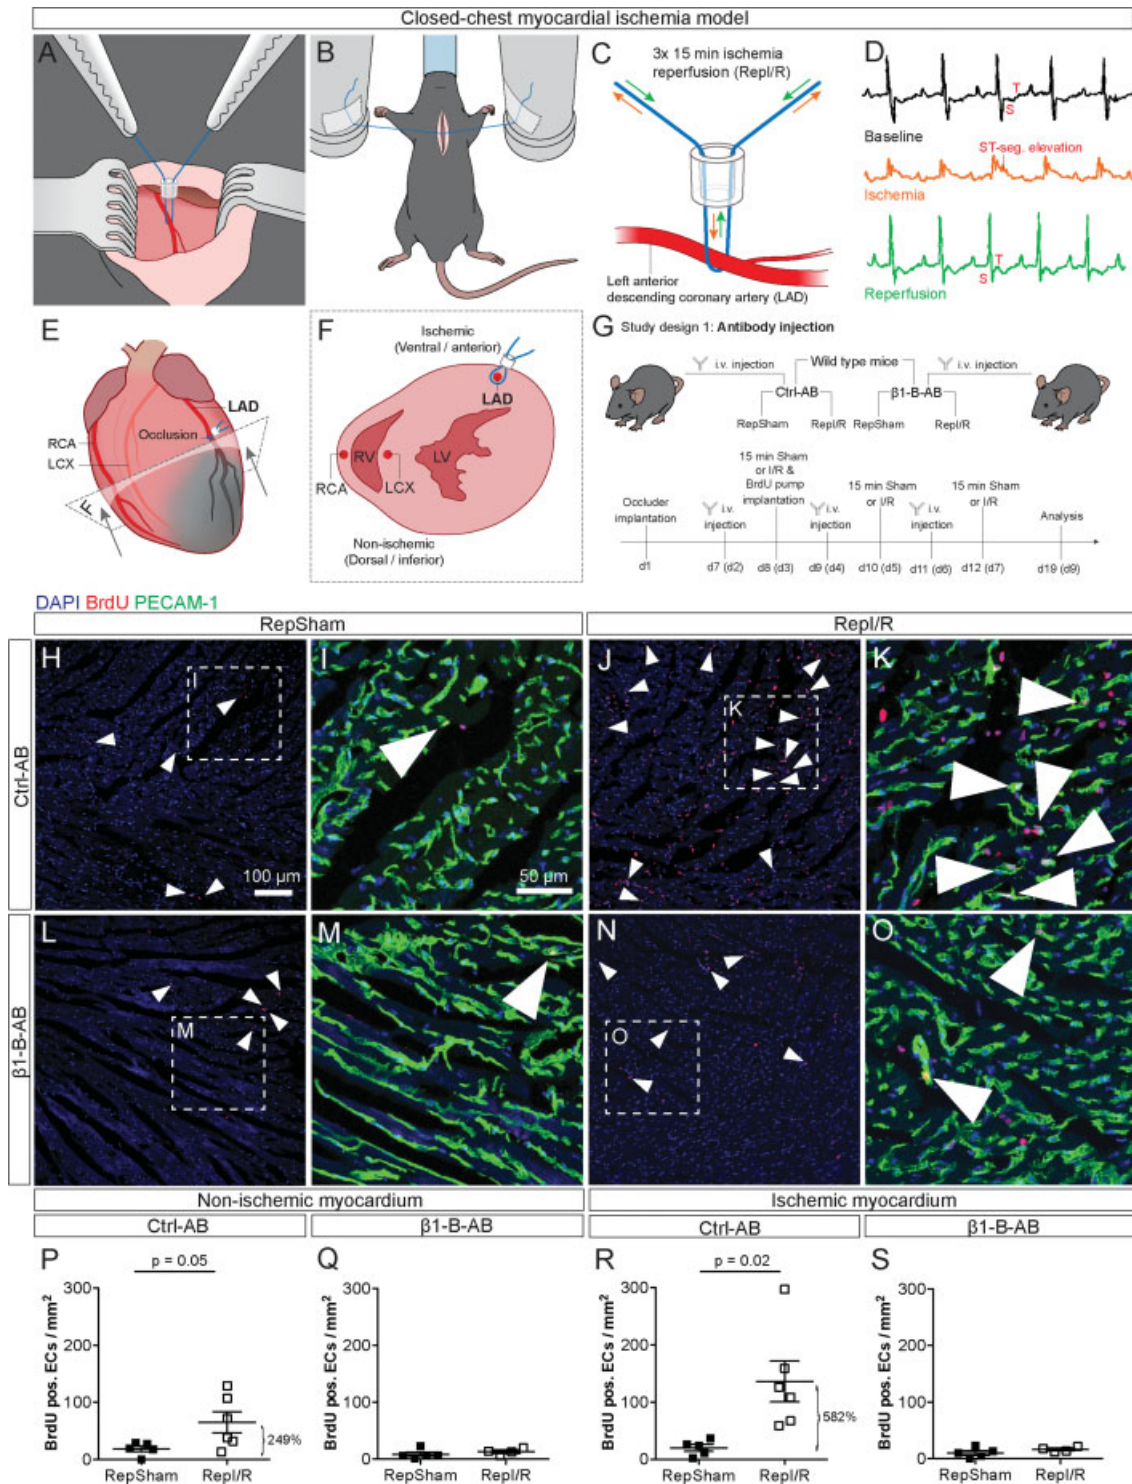 Closed-chest myocardial ischemia model
A
B
C
3x 15 min ischemia
reperfusion (RepI/R)
Left anterior
descending coronary artery (LAD)
D
T
S
Baseline
ST-seg. elevation
Ischemia
T
S
Reperfusion
E
LAD
Occlusion
RCA
LCX
F
F
Ischemic
(Ventral / anterior)
LAD
RV
LV
RCA
LCX
Non-ischemic
(Dorsal / inferior)
G
Study design 1: Antibody injection
i.v. injection
Wild type mice
i.v. injection
Ctrl-AB
β1-B-AB
RepSham
RepI/R
RepSham
RepI/R
15 min Sham
or I/R &
BrdU pump
implantation
15 min Sham
or I/R
15 min Sham
or I/R
Occluder
implantation
i.v.
injection
i.v.
injection
i.v.
injection
Analysis
d1
d7 (d2)
d8 (d3)
d9 (d4)
d10 (d5)
d11 (d6)
d12 (d7)
d19 (d9)
DAPI BrdU PECAM-1
RepSham
RepI/R
Ctrl-AB
H
I
100 µm
I
50 µm
J
K
K
β1-B-AB
L
M
M
N
O
O
Non-ischemic myocardium
Ischemic myocardium
Ctrl-AB
β1-B-AB
Ctrl-AB
β1-B-AB
P
p = 0.05
BrdU pos. ECs / mm²
300
200
100
0
249%
RepSham
RepI/R
Q
BrdU pos. ECs / mm²
300
200
100
0
RepSham
RepI/R
R
p = 0.02
BrdU pos. ECs / mm²
300
200
100
0
582%
RepSham
RepI/R
S
BrdU pos. ECs / mm²
300
200
100
0
RepSham
RepI/R